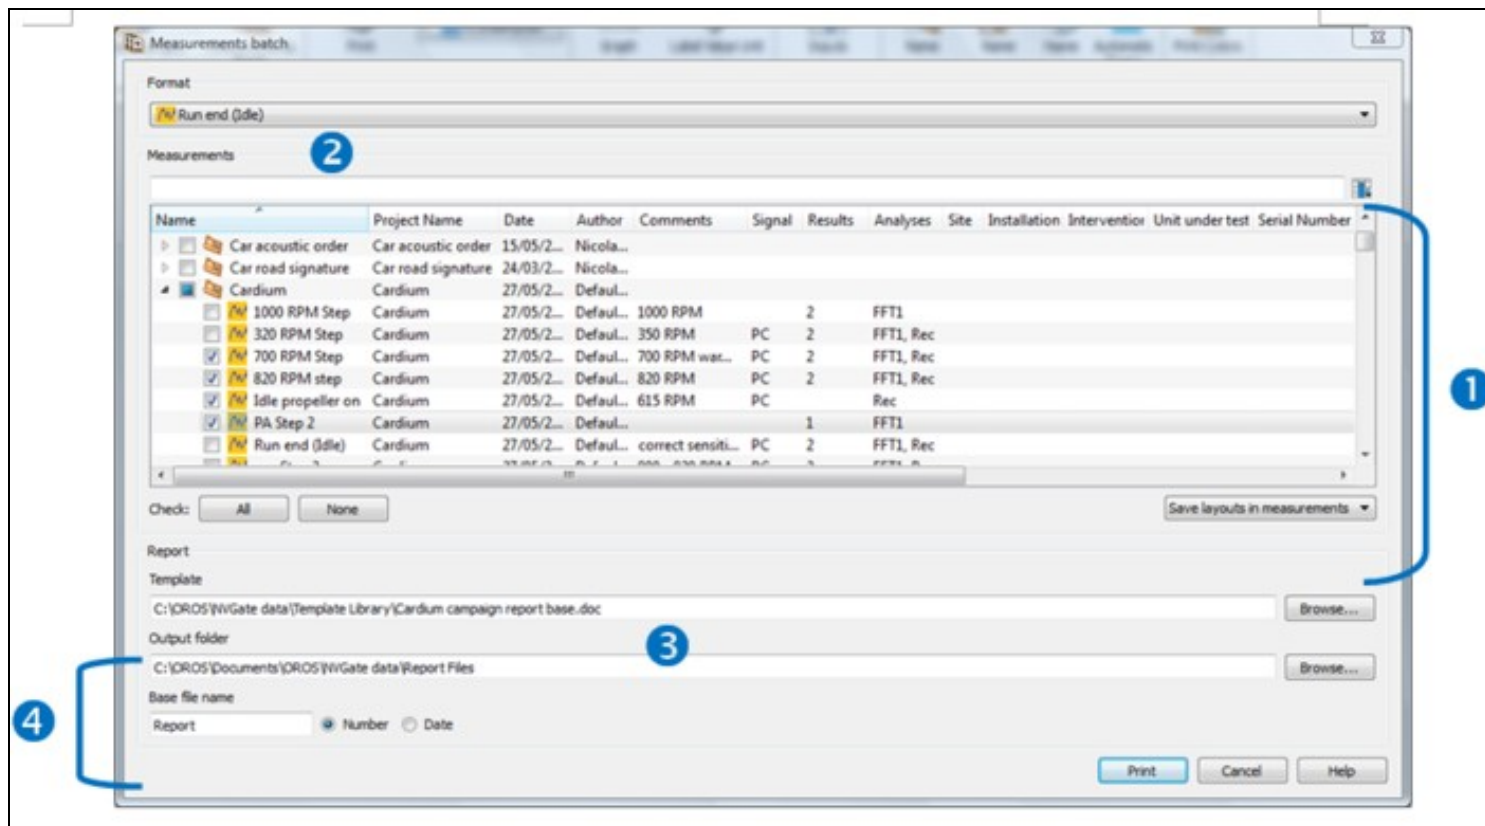 Measurements batch
Format
Run end (Idle)
2
Measurements
Name Project Name Date Author Comments Signal Results Analyses Site Installation Intervention Unit under test Serial Number
Car acoustic order Car acoustic order 15/05/2... Nicola...
Car road signature Car road signature 24/03/2... Nicola...
Cardium Cardium 27/05/2... Defaul...
1000 RPM Step Cardium 27/05/2... Defaul... 1000 RPM 2 FFT1
320 RPM Step Cardium 27/05/2... Defaul... 350 RPM PC 2 FFT1, Rec
700 RPM Step Cardium 27/05/2... Defaul... 700 RPM war... PC 2 FFT1, Rec
820 RPM step Cardium 27/05/2... Defaul... 820 RPM PC 2 FFT1, Rec
Idle propeller on Cardium 27/05/2... Defaul... 615 RPM PC Rec
1
PA Step 2 Cardium 27/05/2... Defaul... 1 FFT1
Run end (Idle) Cardium 27/05/2... Defaul... correct sensiti... PC 2 FFT1, Rec
Check: All None Save layouts in measurements
Report
Template
C:\OROS\NVGate data\Template Library\Cardium campaign report base.doc Browse...
Output folder
3
C:\OROS\Documents\OROS\NVGate data\Report Files Browse...
Base file name
4
Report Number Date
Print Cancel Help